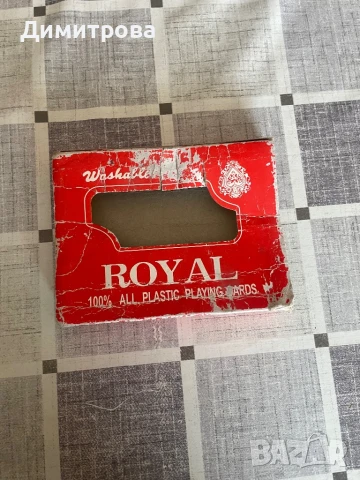 Димитрова
Washable
ROYAL
100% ALL PLASTIC PLAYING CARDS
BAZAR